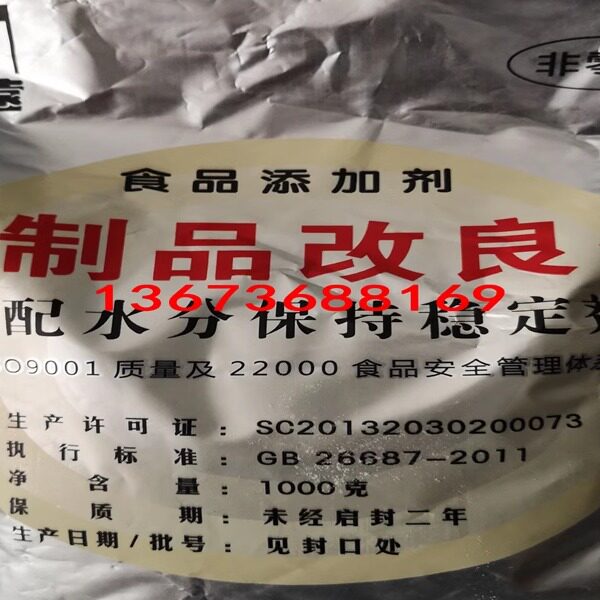 非零
食品添加剂
制品改良
13673688169
配水分保持稳定剂
O9001 质量及 22000 食品安全管理体系
生产许可证：SC20132030200073
执行标准：GB 26687-2011
净含量：1000克
保质期：未经启封二年
生产日期/批号：见封口处